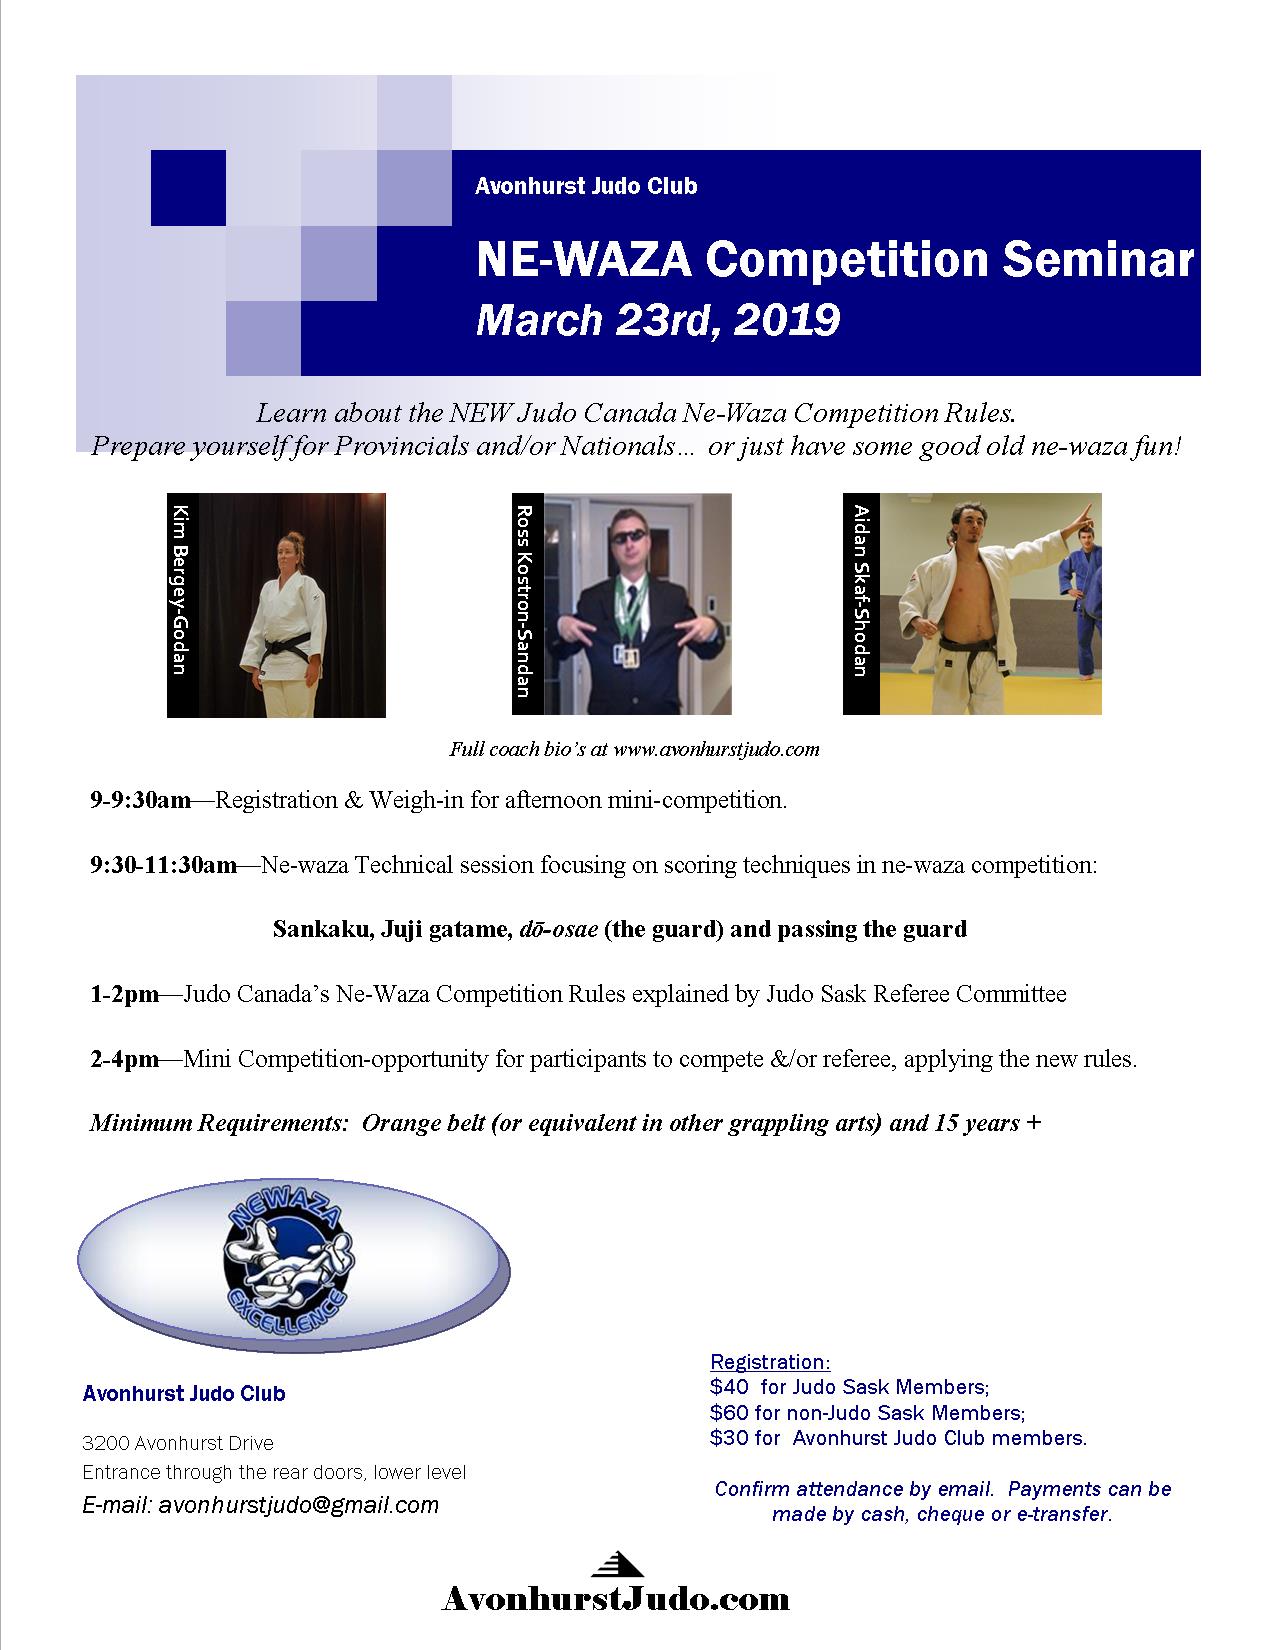 Avonhurst Judo Club
NE-WAZA Competition Seminar
March 23rd, 2019
Learn about the NEW Judo Canada Ne-Waza Competition Rules.
Prepare yourself for Provincials and/or Nationals… or just have some good old ne-waza fun!
Kim Bergey-Godan
Ross Kostron-Sandan
Aidan Skaf-Shodan
Full coach bio’s at www.avonhurstjudo.com
9-9:30am—Registration & Weigh-in for afternoon mini-competition.
9:30-11:30am—Ne-waza Technical session focusing on scoring techniques in ne-waza competition:
Sankaku, Juji gatame, dō-osae (the guard) and passing the guard
1-2pm—Judo Canada’s Ne-Waza Competition Rules explained by Judo Sask Referee Committee
2-4pm—Mini Competition-opportunity for participants to compete &/or referee, applying the new rules.
Minimum Requirements:  Orange belt (or equivalent in other grappling arts) and 15 years +
NEWAZA
EXCELLENCE
Avonhurst Judo Club
3200 Avonhurst Drive
Entrance through the rear doors, lower level
E-mail: avonhurstjudo@gmail.com
Registration:
$40  for Judo Sask Members;
$60 for non-Judo Sask Members;
$30 for  Avonhurst Judo Club members.
Confirm attendance by email.  Payments can be
made by cash, cheque or e-transfer.
AvonhurstJudo.com